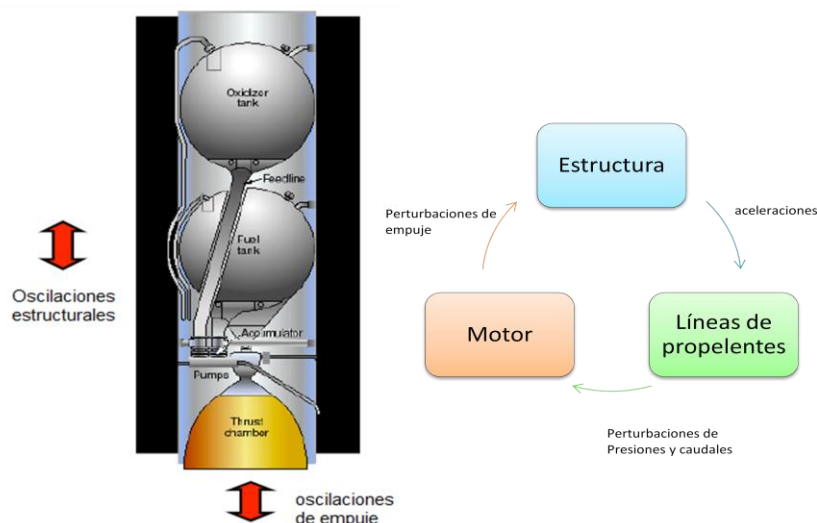 Oxidizer
tank
Feedline
Fuel
tank
Accumulator
Pumps
Thrust
chamber
Oscilaciones
estructurales
oscilaciones
de empuje
Estructura
Perturbaciones de
empuje
aceleraciones
Motor
Líneas de
propelentes
Perturbaciones de
Presiones y caudales